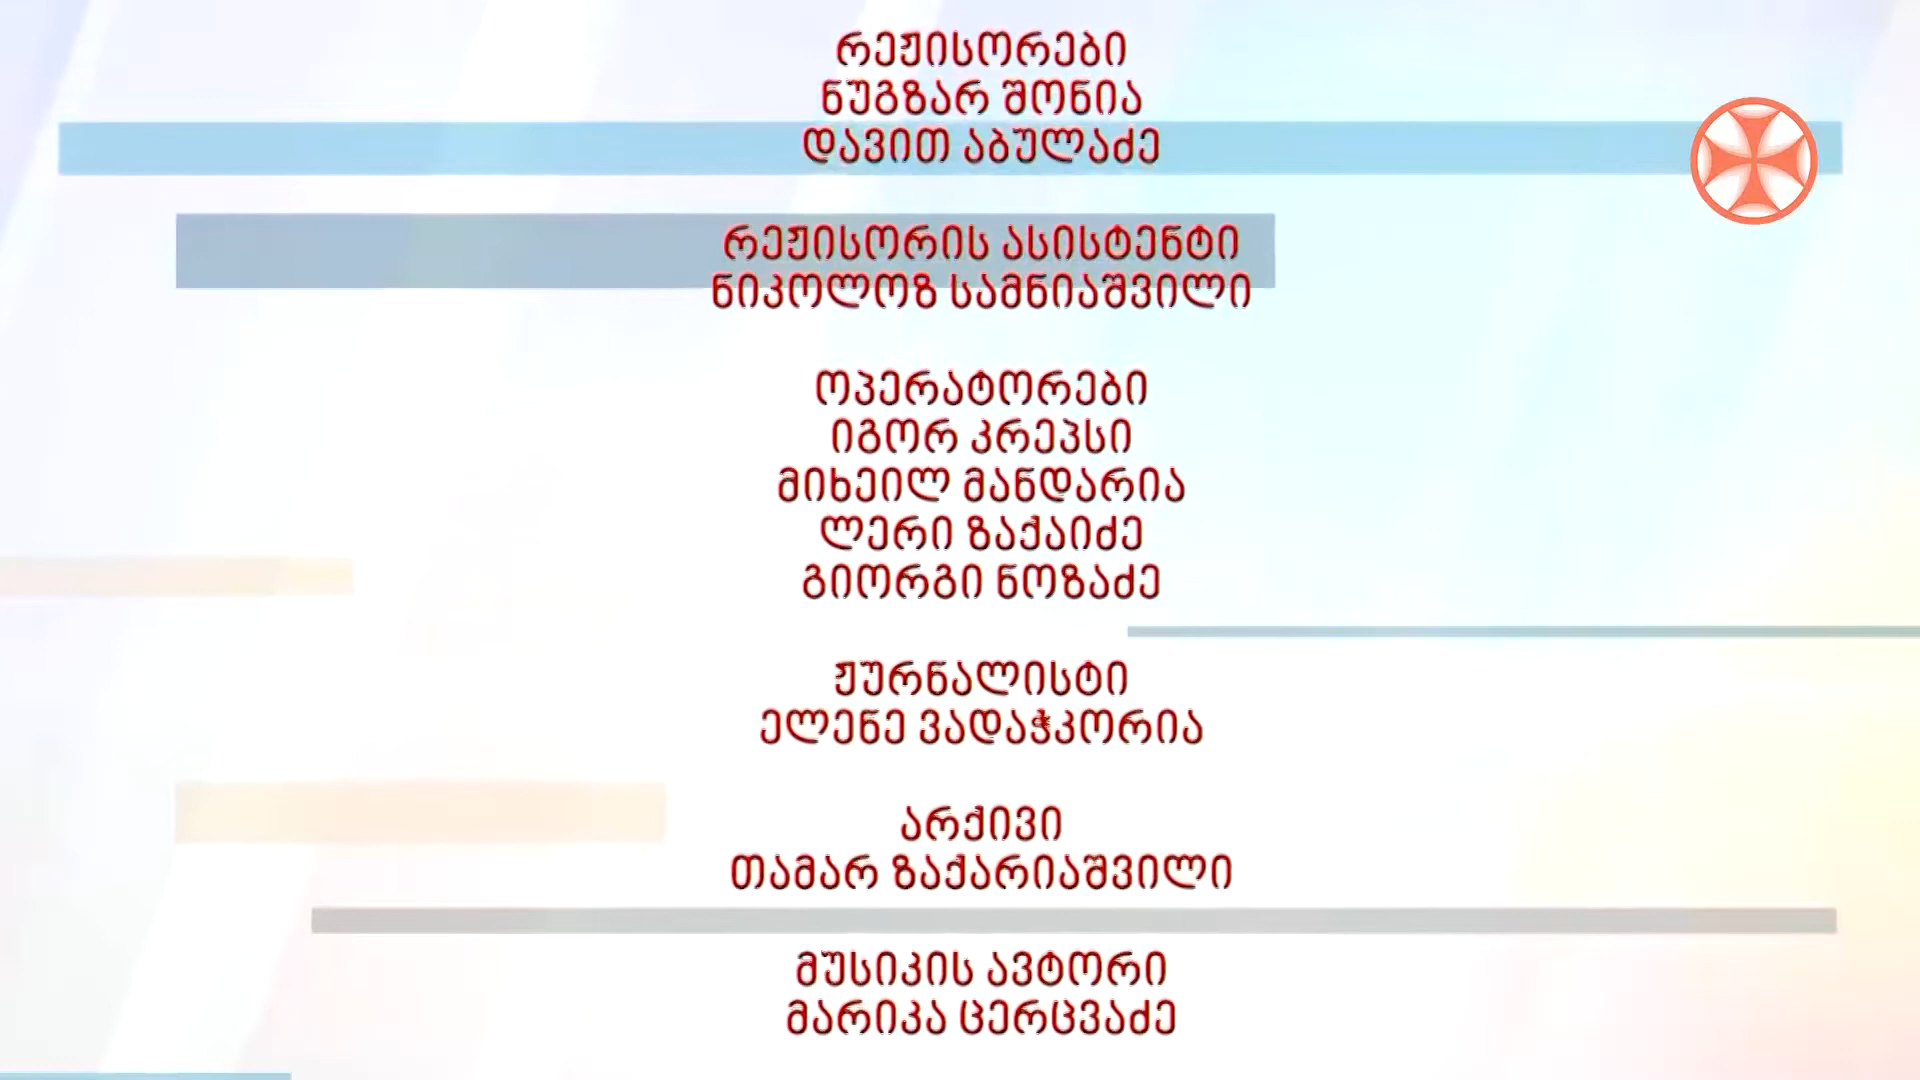 რეჟისორები
ნუგზარ შონია
დავით აბულაძე
რეჟისორის ასისტენტი
ნიკოლოზ სამნიაშვილი
ოპერატორები
იგორ კრეპსი
მიხეილ მანდარია
ლერი ზაქაიძე
გიორგი ნოზაძე
ჟურნალისტი
ელენე ვადაჭკორია
არქივი
თამარ ზაქარიაშვილი
მუსიკის ავტორი
მარიკა ცერცვაძე